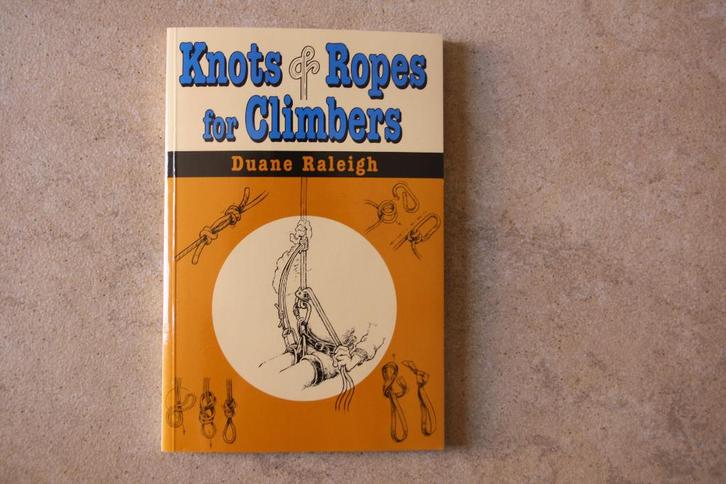 Knots & Ropes
for Climbers
Duane Raleigh